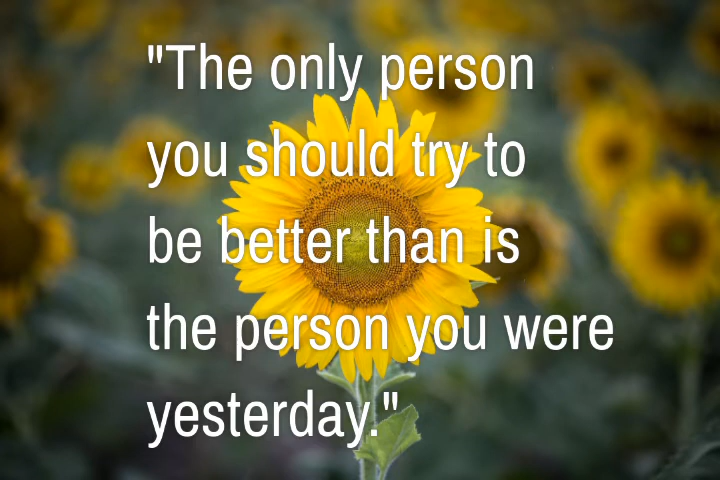 "The only person
you should try to
be better than is
the person you were
yesterday."